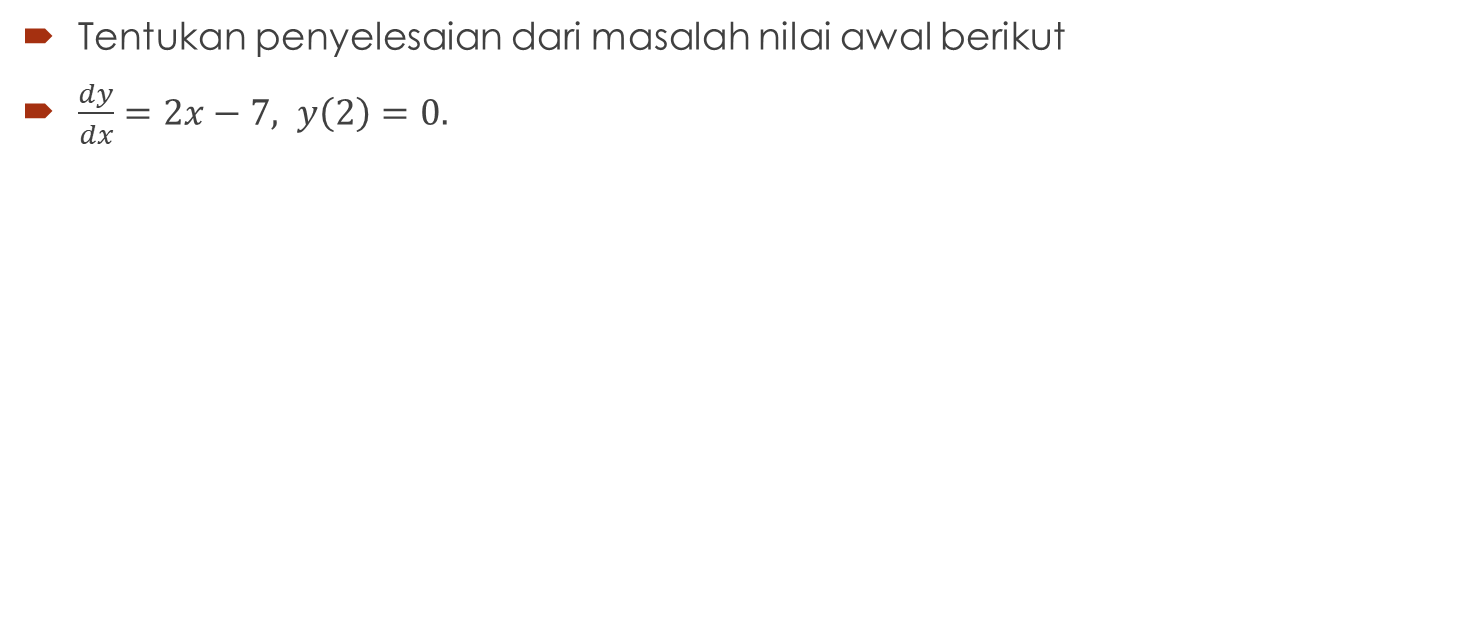 Tentukan penyelesaian dari masalah nilai awal berikut
dy/dx = 2x − 7, y(2) = 0.